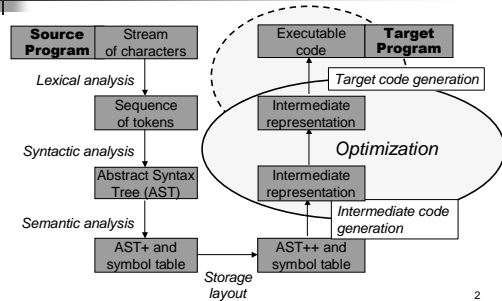 Source
Program
Stream
of characters
Lexical analysis
Sequence
of tokens
Syntactic analysis
Abstract Syntax
Tree (AST)
Semantic analysis
AST+ and
symbol table
Storage
layout
AST++ and
symbol table
Intermediate code
generation
Intermediate
representation
Optimization
Intermediate
representation
Target code generation
Executable
code
Target
Program
2